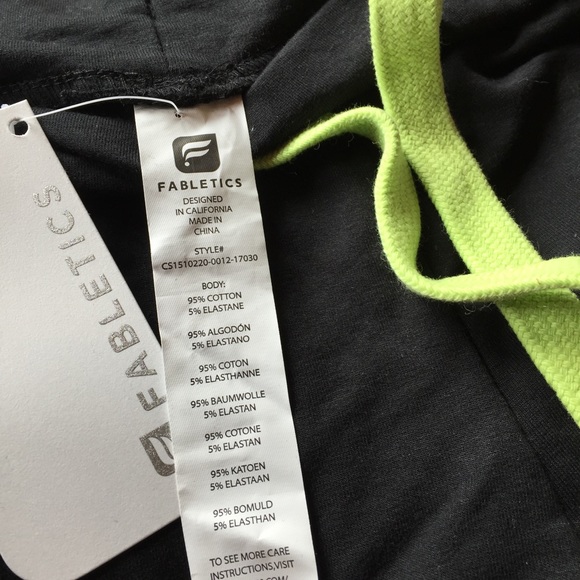 FABLETICS
DESIGNED
IN CALIFORNIA
MADE IN
CHINA
STYLE#
CS1510220-0012-17030
BODY:
95% COTTON
5% ELASTANE
95% ALGODÓN
5% ELASTANO
95% COTON
5% ELASTHANNE
95% BAUMWOLLE
5% ELASTAN
95% COTONE
5% ELASTAN
95% KATOEN
5% ELASTAAN
95% BOMULD
5% ELASTHAN
TO SEE MORE CARE
INSTRUCTIONS,VISIT
FABLETICS